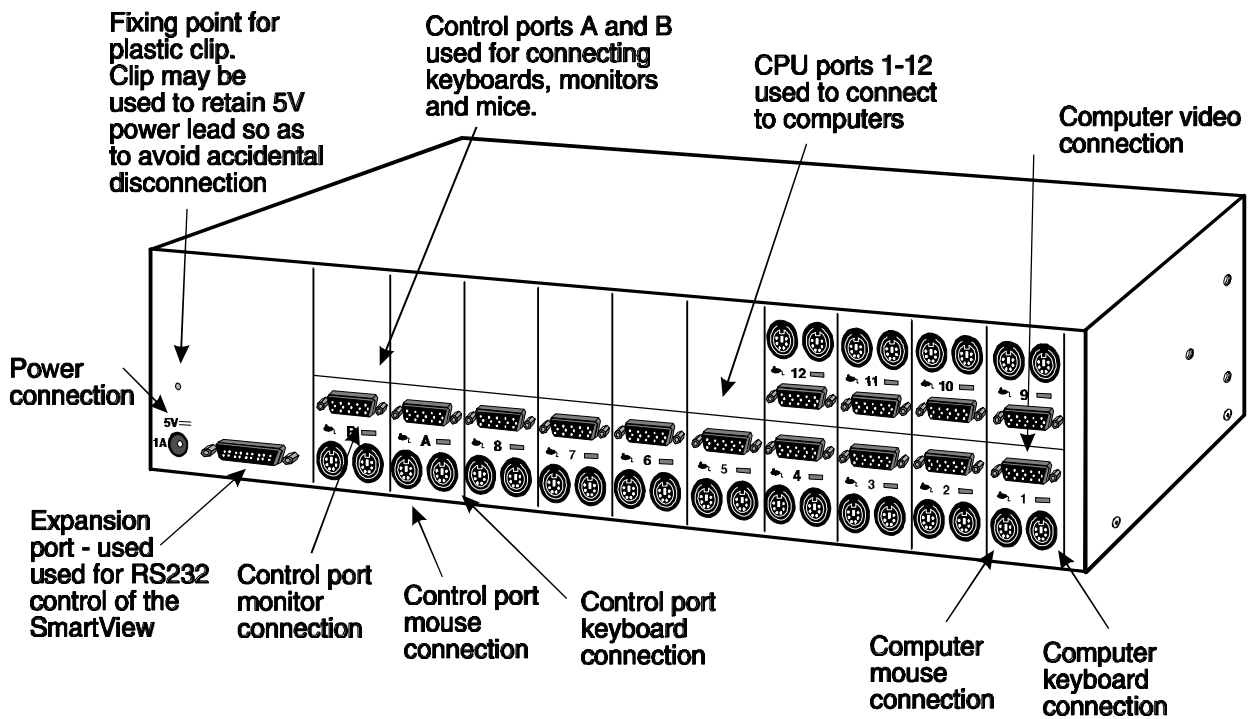 Fixing point for
plastic clip.
Clip may be
used to retain 5V
power lead so as
to avoid accidental
disconnection
Control ports A and B
used for connecting
keyboards, monitors
and mice.
CPU ports 1-12
used to connect
to computers
Computer video
connection
Power
connection
5V
1A
12
11
10
9
B
A
8
7
6
5
4
3
2
1
Expansion
port - used
used for RS232
control of the
SmartView
Control port
monitor
connection
Control port
mouse
connection
Control port
keyboard
connection
Computer
mouse
connection
Computer
keyboard
connection